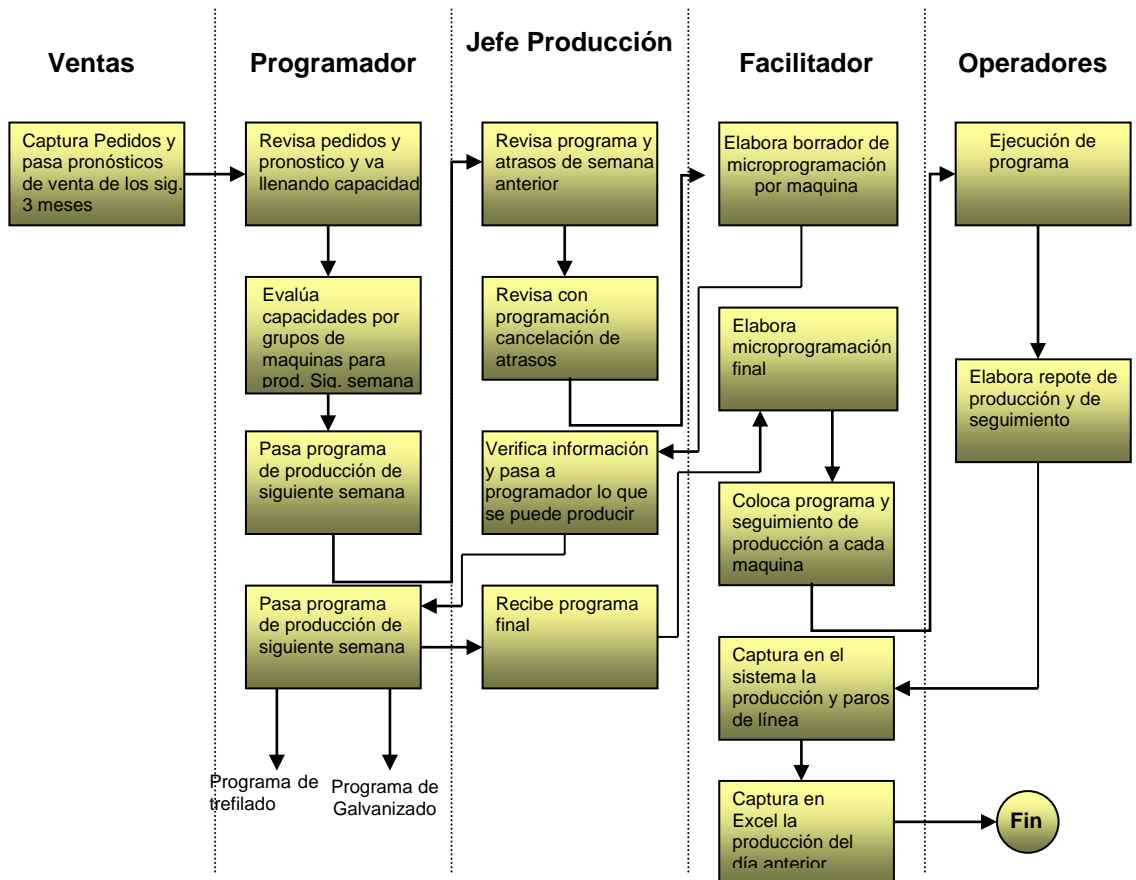 Ventas
Programador
Jefe Producción
Facilitador
Operadores
Captura Pedidos y
pasa pronósticos
de venta de los sig.
3 meses
Revisa pedidos y
pronostico y va
llenando capacidad
Evalúa
capacidades por
grupos de
maquinas para
prod. Sig. semana
Pasa programa
de producción de
siguiente semana
Pasa programa
de producción de
siguiente semana
Programa de
trefilado
Programa de
Galvanizado
Revisa programa y
atrasos de semana
anterior
Revisa con
programación
cancelación de
atrasos
Verifica información
y pasa a
programador lo que
se puede producir
Recibe programa
final
Elabora borrador de
microprogramación
por maquina
Elabora
microprogramación
final
Coloca programa y
seguimiento de
producción a cada
maquina
Captura en el
sistema la
producción y paros
de línea
Captura en
Excel la
producción del
día anterior
Ejecución de
programa
Elabora repote de
producción y de
seguimiento
Fin